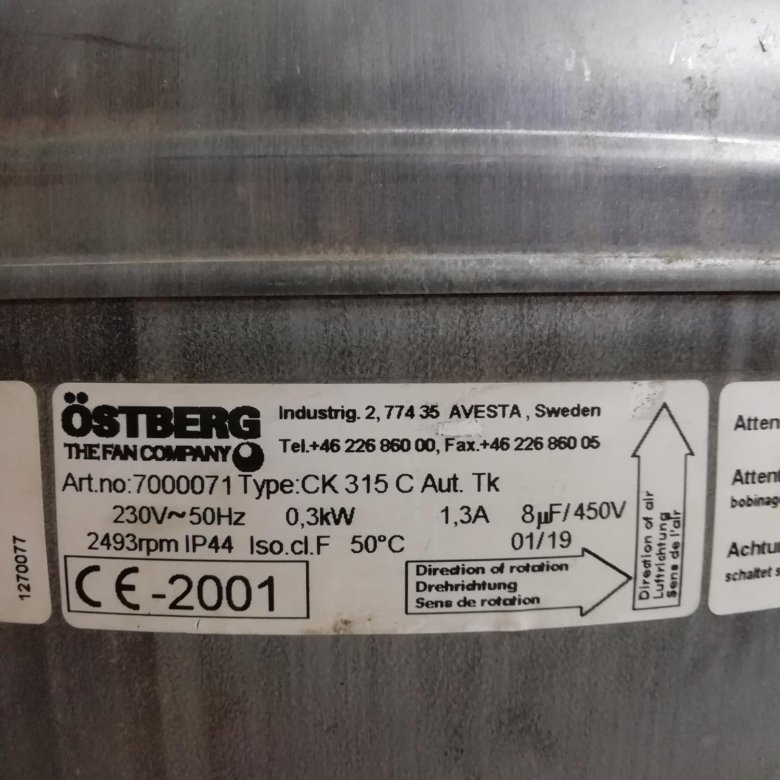 ÖSTBERG
THE FAN COMPANY
Industrig. 2, 774 35 AVESTA , Sweden
Tel.+46 226 860 00, Fax.+46 226 860 05
Art.no:7000071 Type:CK 315 C Aut. Tk
230V~50Hz 0,3kW 1,3A 8µF/450V
2493rpm IP44 Iso.cl.F 50°C 01/19
CE-2001
Direction of rotation
Drehrichtung
Sens de rotation
Direction of air
Luftrichtung
Sens de l'air
1270077
Atten
Attent
bobinag
Achtu
schaltet s